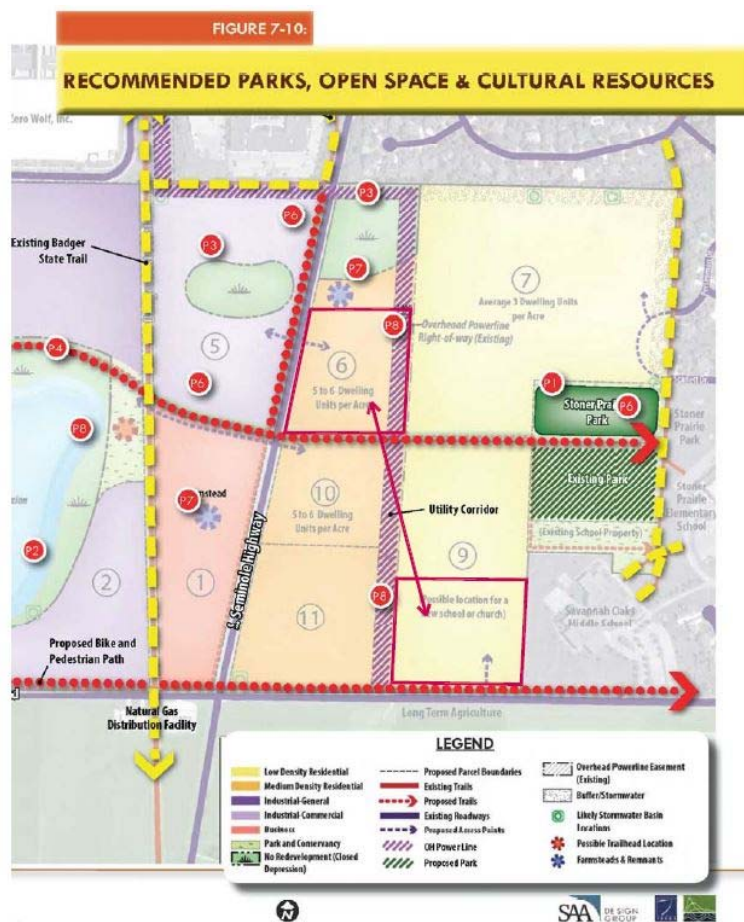 FIGURE 7-10:
RECOMMENDED PARKS, OPEN SPACE & CULTURAL RESOURCES
Wolf, Inc.
Existing Badger
State Trail
P3
P6
P3
P7
P4
5
P6
6
5 to 6 Dwelling
Units per Acre
P8
Overhead Powerline
Right-of-way (Existing)
7
Average 3 Dwelling Units
per Acre
P1
Stoner
P6
Park
Stoner
Prairie
Park
Existing Park
Stoner
Prairie
Elementary
School
(Existing School Property)
P8
P7
10
5 to 6 Dwelling
Units per Acre
Utility Corridor
9
P2
2
1
S Seminole Highway
11
P8
Possible location for a
new school or church)
Savannah Oaks
Middle School
Proposed Bike and
Pedestrian Path
Natural Gas
Distribution Facility
Long Term Agriculture
LEGEND
Low Density Residential
Medium Density Residential
Industrial-General
Industrial-Commercial
Business
Park and Conservancy
No Redevelopment (Closed
Depression)
Proposed Parcel Boundaries
Existing Trails
Proposed Trails
Existing Roadways
Proposed Access Points
OH Power Line
Proposed Park
Overhead Powerline Easement
(Existing)
Buffer/Stormwater
Likely Stormwater Basin
Locations
Possible Trailhead Location
Farmsteads & Remnants
N
SAA DESIGN
GROUP